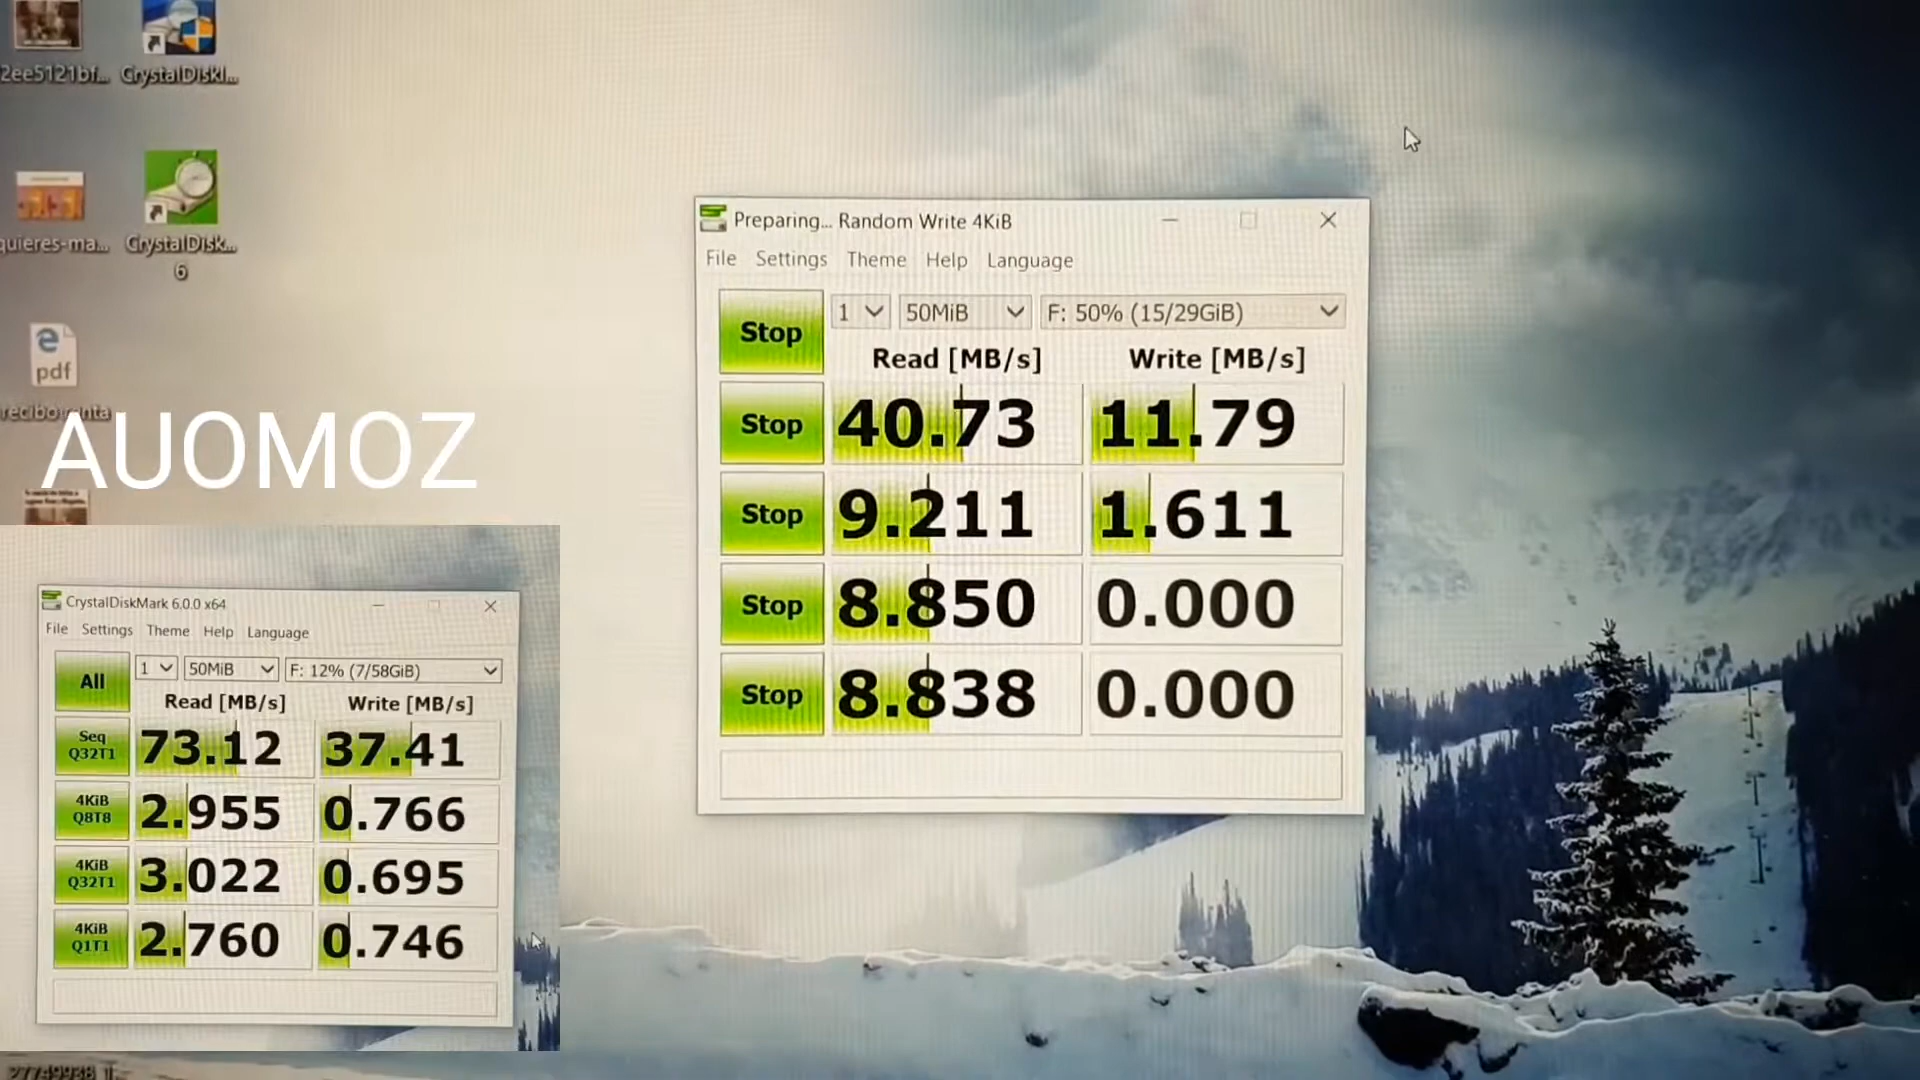 2ee5121bf...
CrystalDiskI...
quieres-ma...
CrystalDisk...
6
pdf
reciboventa
AUOMOZ
CrystalDiskMark 6.0.0 x64
File Settings Theme Help Language
All 1 50MiB F: 12% (7/58GiB)
Read [MB/s] Write [MB/s]
Seq
Q32T1
73.12 37.41
4KiB
Q8T8
2.955 0.766
4KiB
Q32T1
3.022 0.695
4KiB
Q1T1
2.760 0.746
Preparing... Random Write 4KiB
File Settings Theme Help Language
Stop 1 50MiB F: 50% (15/29GiB)
Read [MB/s] Write [MB/s]
Stop 40.73 11.79
Stop 9.211 1.611
Stop 8.850 0.000
Stop 8.838 0.000